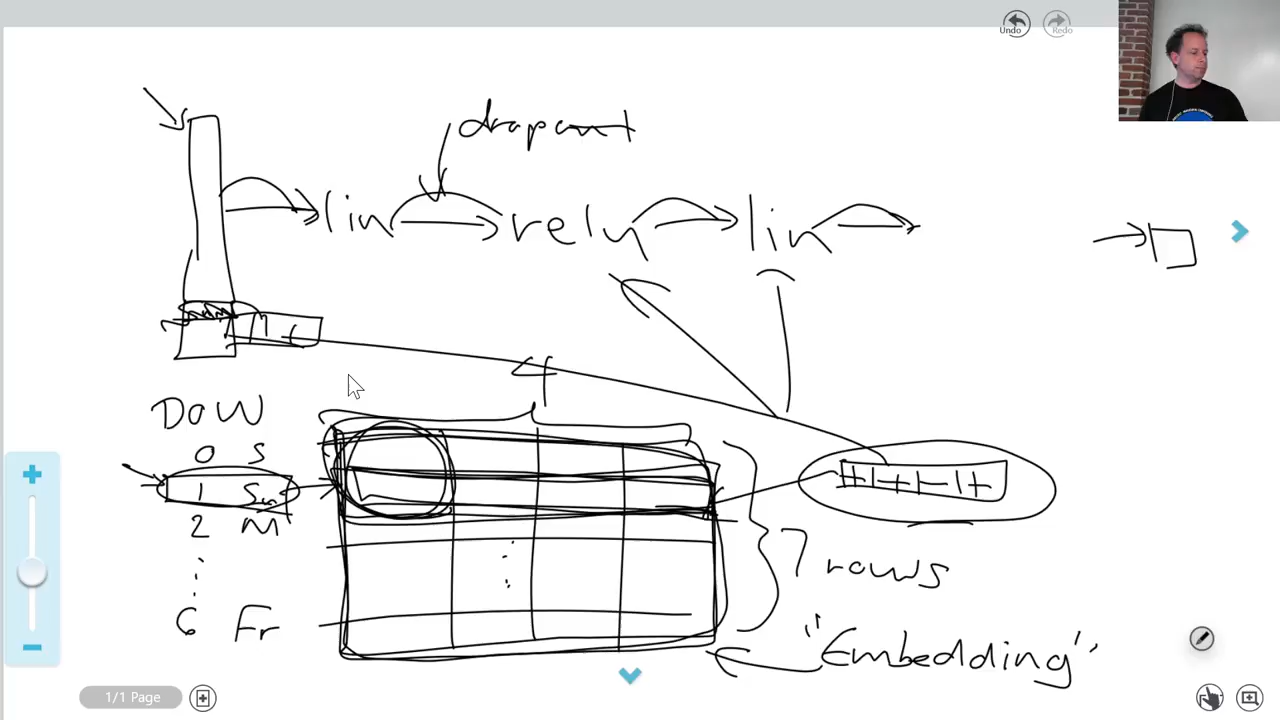 Undo
Redo
dropout
lin relu lin
4
DOW
0 S
1 Sun
2 M
6 Fr
7 rows
"Embedding"
1/1 Page